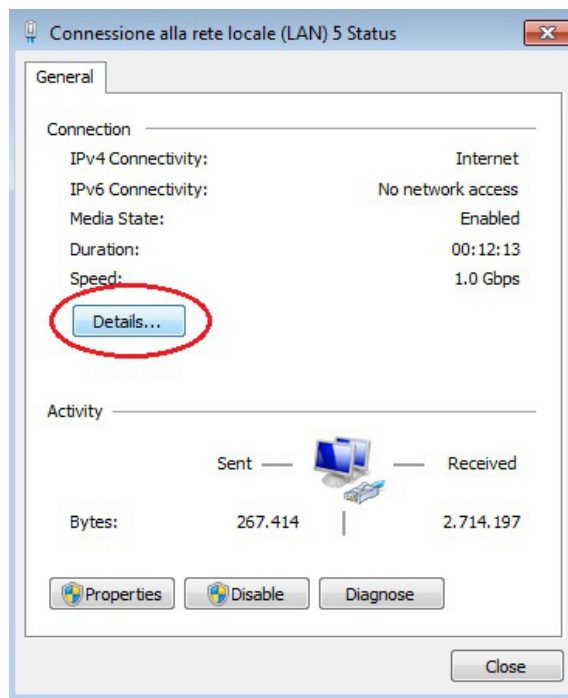 Connessione alla rete locale (LAN) 5 Status
General
Connection
IPv4 Connectivity: Internet
IPv6 Connectivity: No network access
Media State: Enabled
Duration: 00:12:13
Speed: 1.0 Gbps
Details...
Activity
Sent Received
Bytes: 267.414 2.714.197
Properties Disable Diagnose
Close